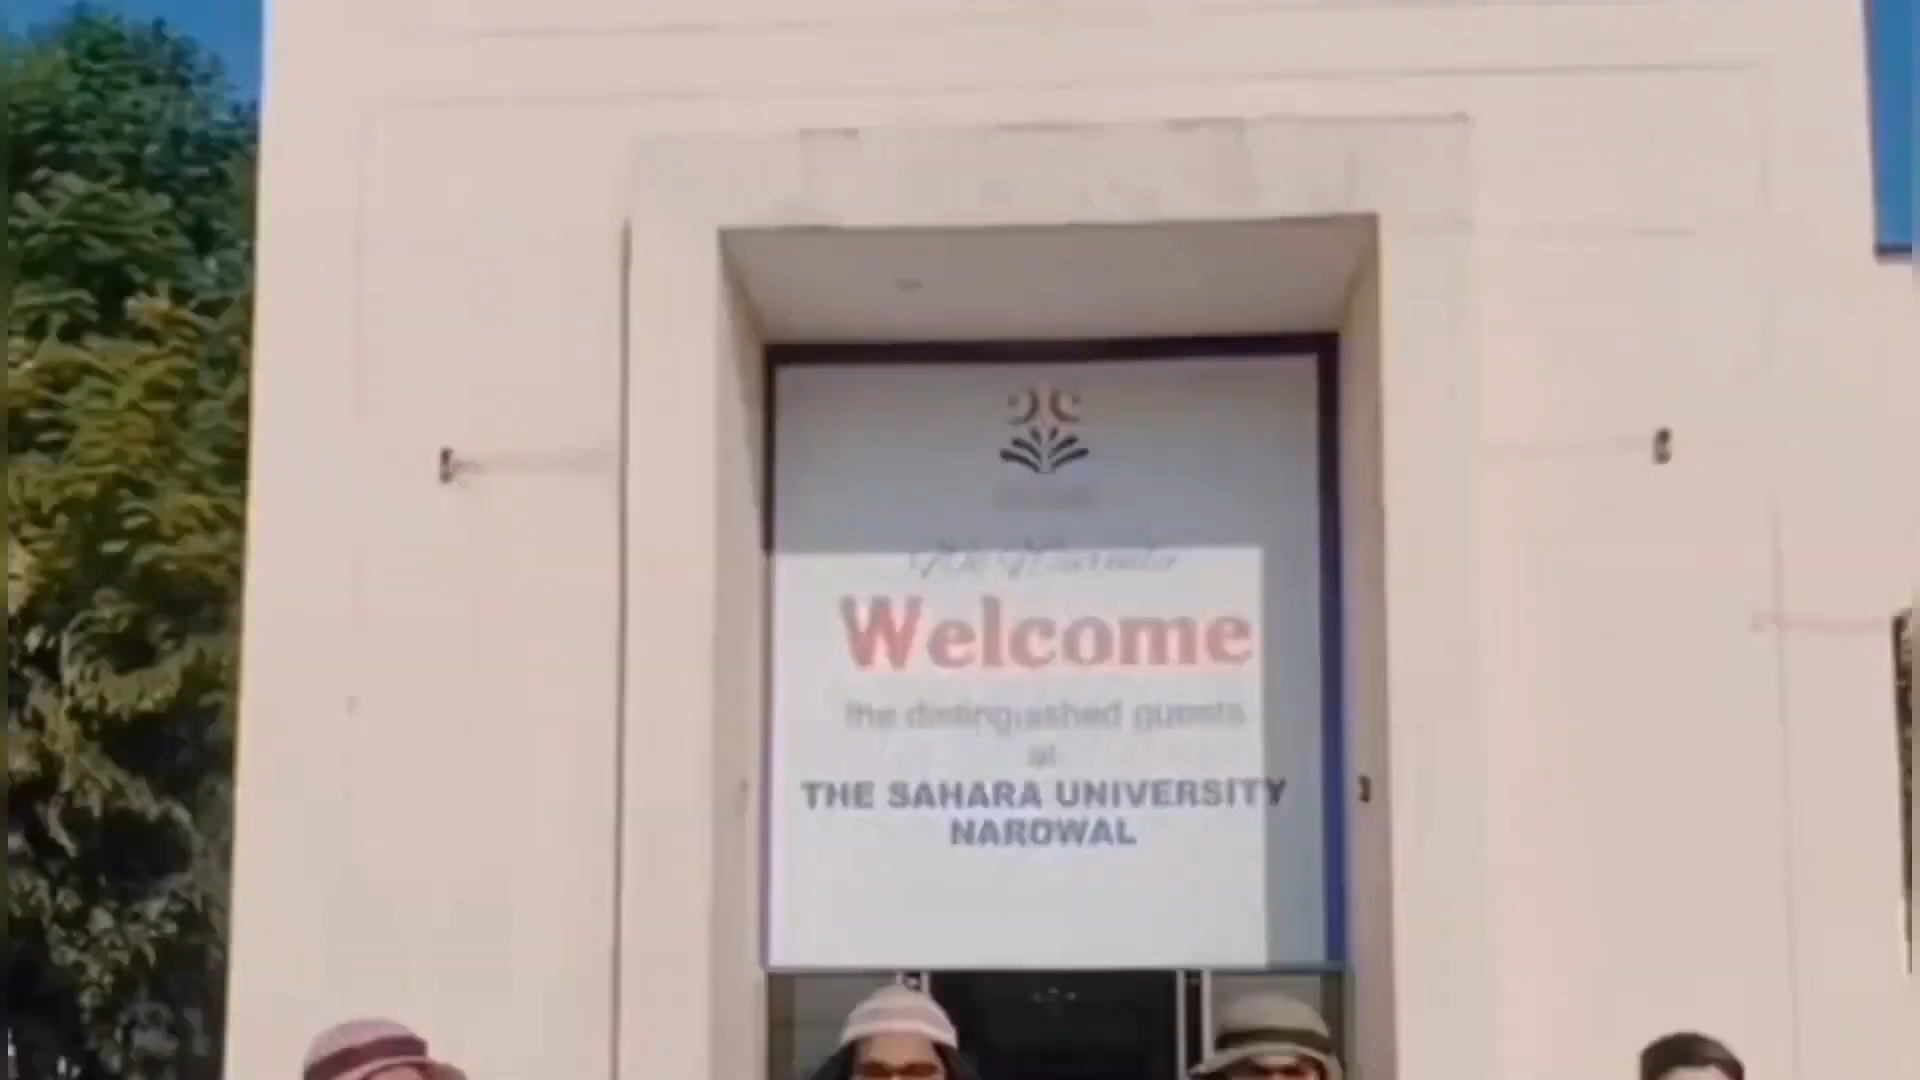 Welcome
the distinguished guests
at
THE SAHARA UNIVERSITY
NAROWAL